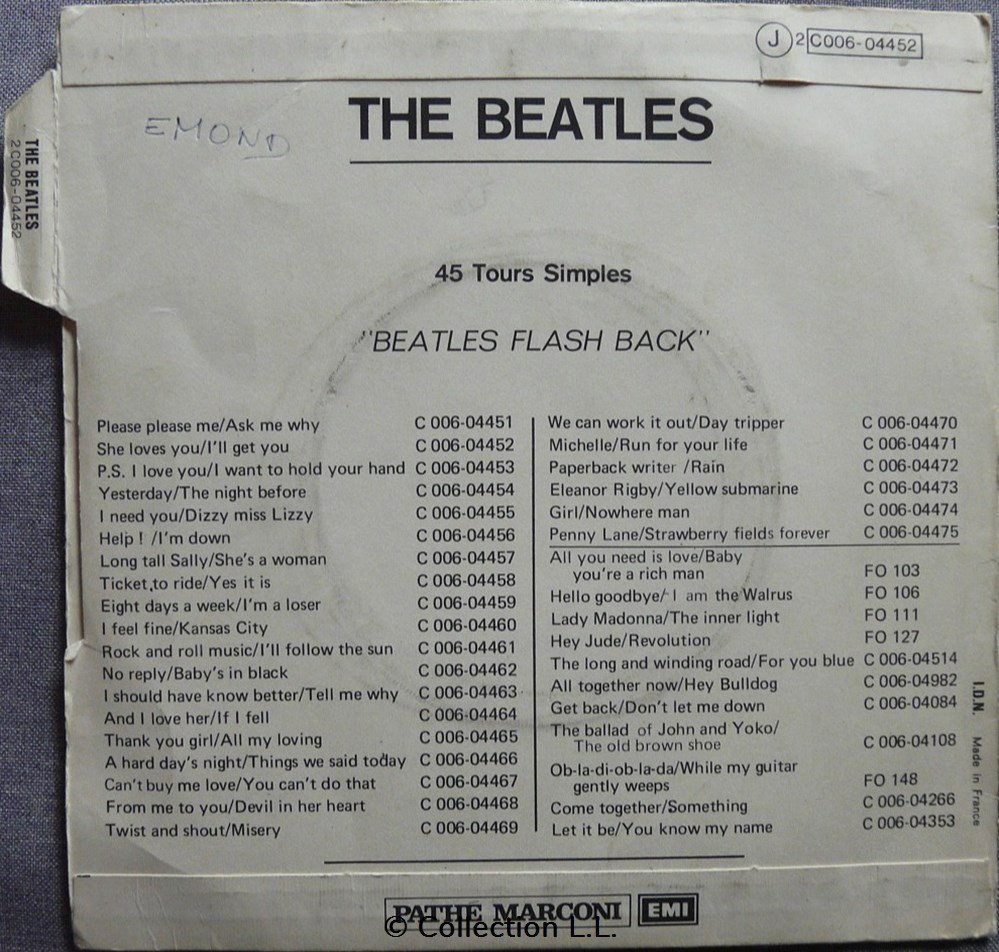 J 2 C006-04452
THE BEATLES
EMOND
THE BEATLES
2 C006-04452
45 Tours Simples
"BEATLES FLASH BACK"
Please please me/Ask me why C 006-04451
She loves you/I'll get you C 006-04452
P.S. I love you/I want to hold your hand C 006-04453
Yesterday/The night before C 006-04454
I need you/Dizzy miss Lizzy C 006-04455
Help ! /I'm down C 006-04456
Long tall Sally/She's a woman C 006-04457
Ticket to ride/Yes it is C 006-04458
Eight days a week/I'm a loser C 006-04459
I feel fine/Kansas City C 006-04460
Rock and roll music/I'll follow the sun C 006-04461
No reply/Baby's in black C 006-04462
I should have know better/Tell me why C 006-04463
And I love her/If I fell C 006-04464
Thank you girl/All my loving C 006-04465
A hard day's night/Things we said today C 006-04466
Can't buy me love/You can't do that C 006-04467
From me to you/Devil in her heart C 006-04468
Twist and shout/Misery C 006-04469
We can work it out/Day tripper C 006-04470
Michelle/Run for your life C 006-04471
Paperback writer /Rain C 006-04472
Eleanor Rigby/Yellow submarine C 006-04473
Girl/Nowhere man C 006-04474
Penny Lane/Strawberry fields forever C 006-04475
All you need is love/Baby
you're a rich man FO 103
Hello goodbye/ I am the Walrus FO 106
Lady Madonna/The inner light FO 111
Hey Jude/Revolution FO 127
The long and winding road/For you blue C 006-04514
All together now/Hey Bulldog C 006-04982
Get back/Don't let me down C 006-04084
The ballad of John and Yoko/
The old brown shoe C 006-04108
Ob-la-di-ob-la-da/While my guitar
gently weeps FO 148
Come together/Something C 006-04266
Let it be/You know my name C 006-04353
I.D.N. Made in France
PATHE MARCONI EMI
© Collection L.L.